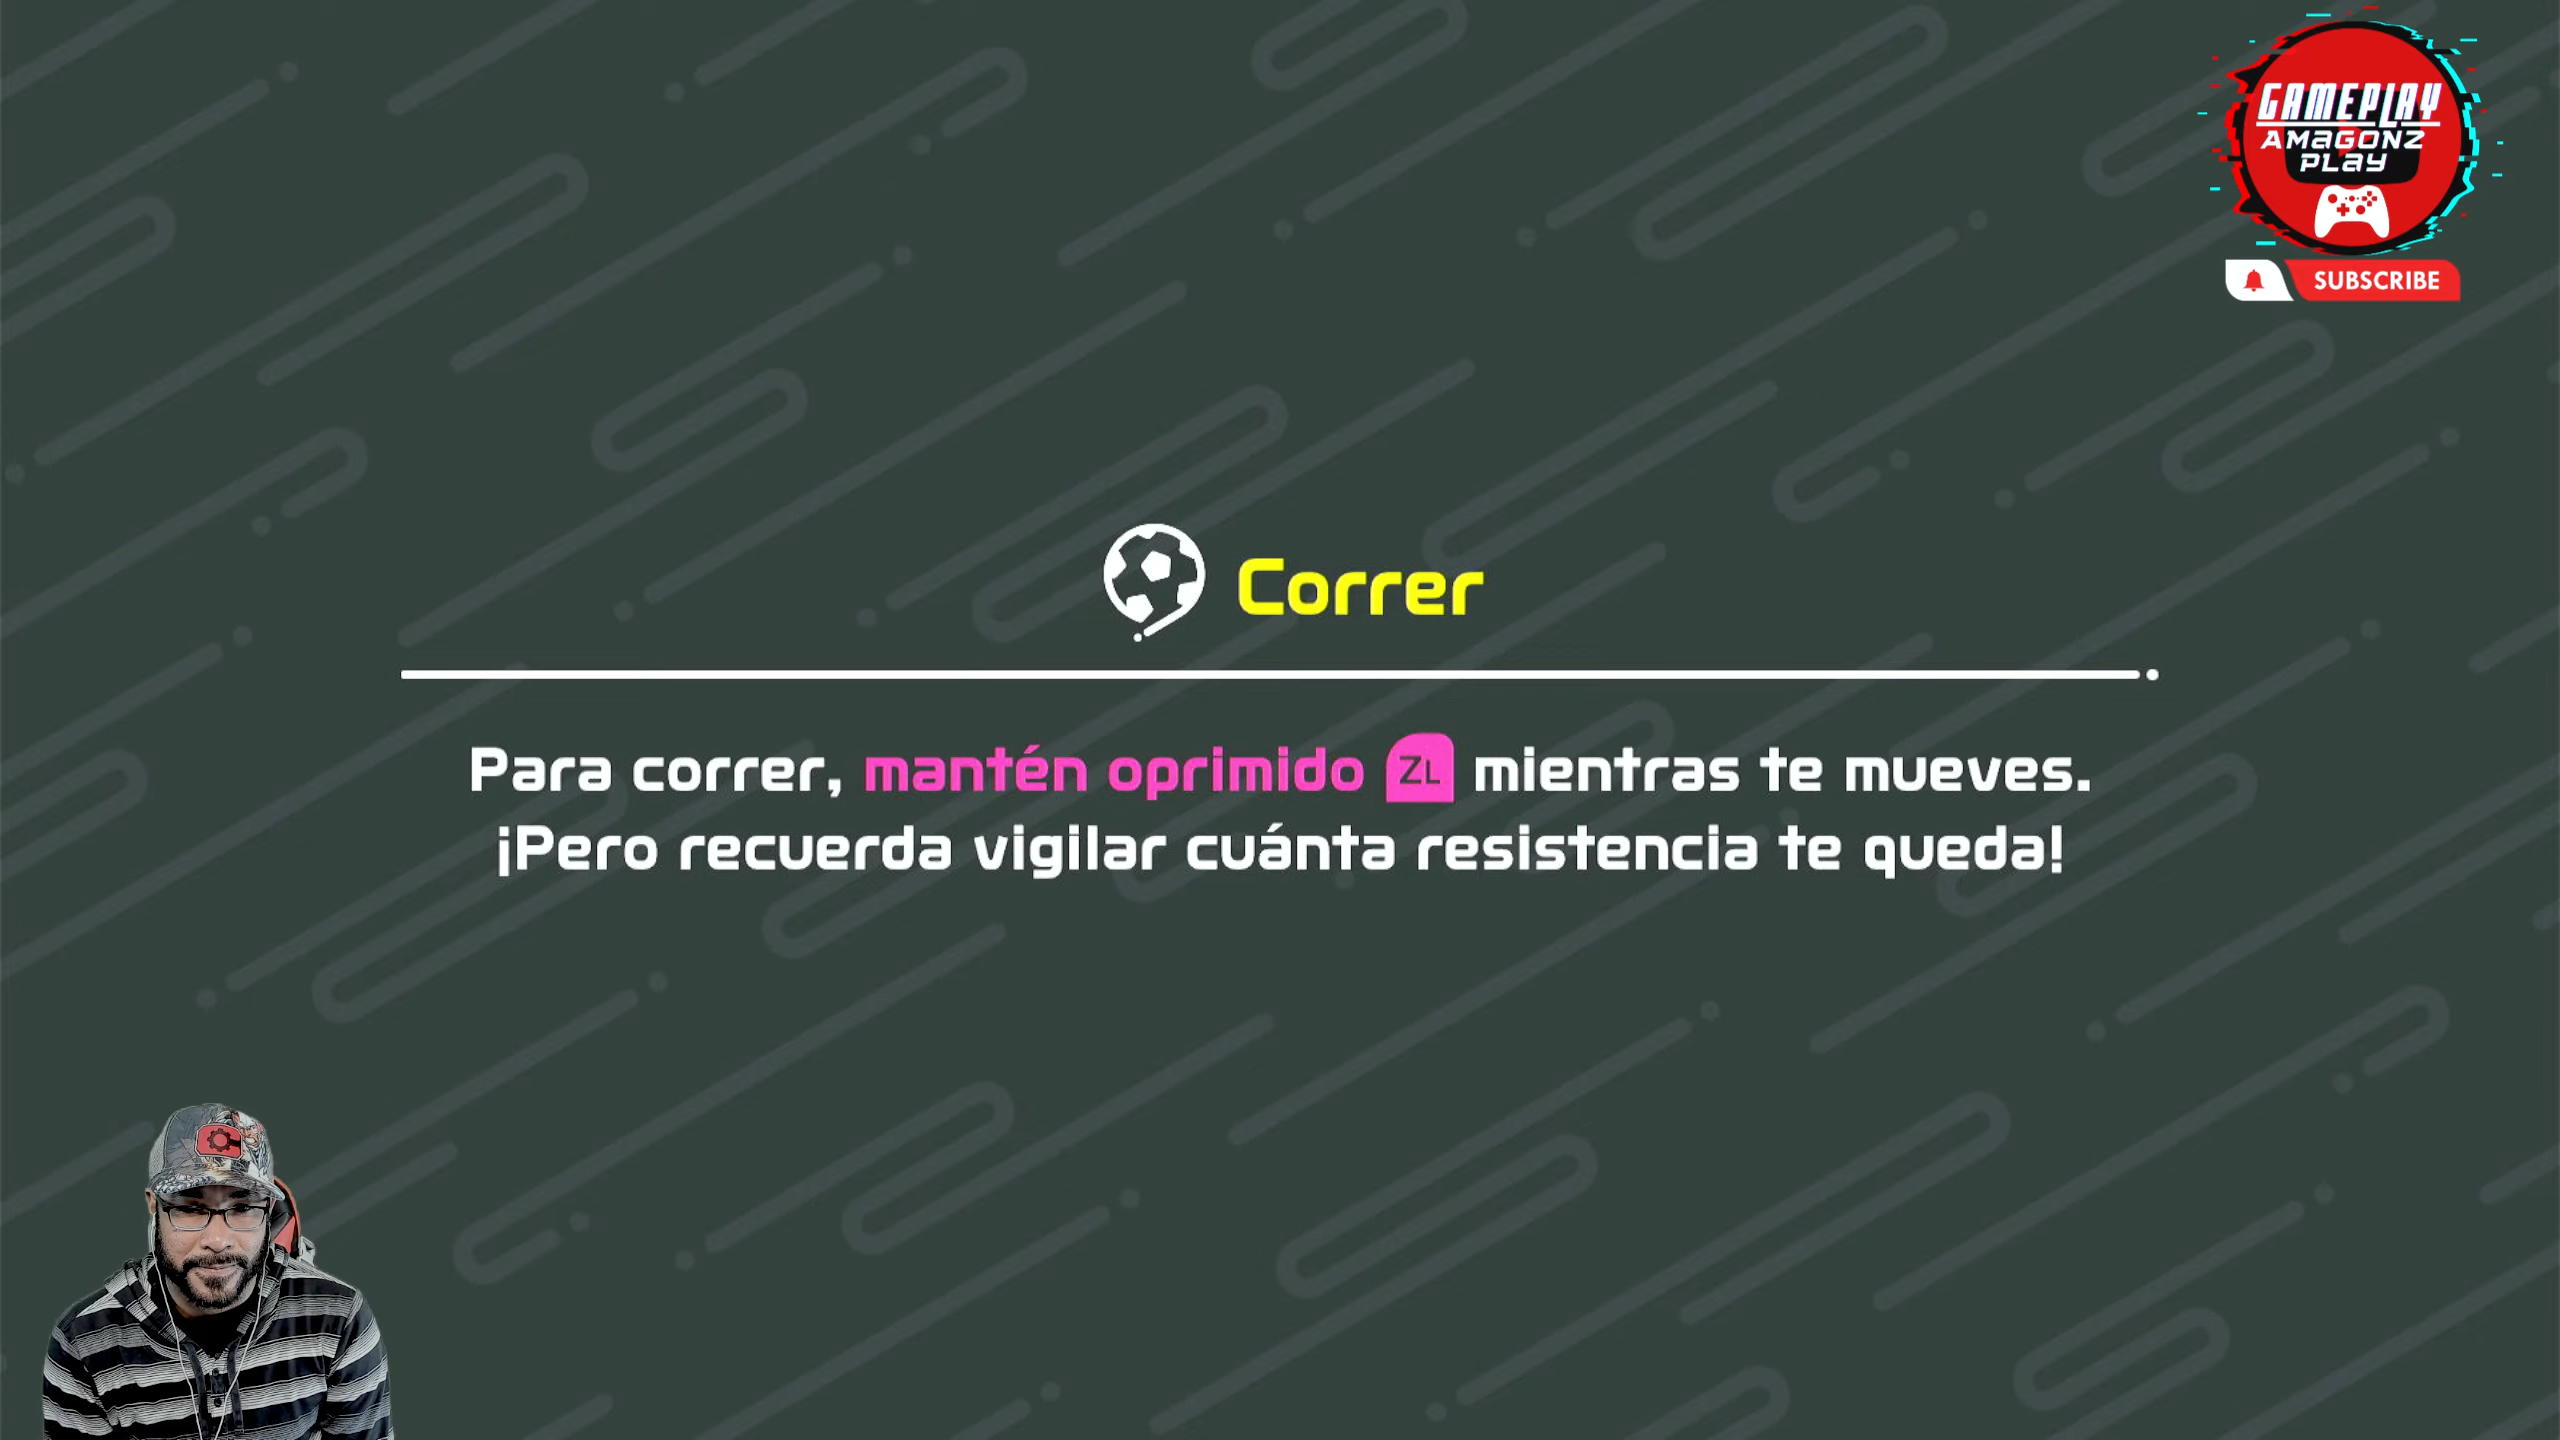 GAMEPLAY
AMAGONZ
PLAY
SUBSCRIBE
Correr
Para correr, mantén oprimido ZL mientras te mueves.
¡Pero recuerda vigilar cuánta resistencia te queda!